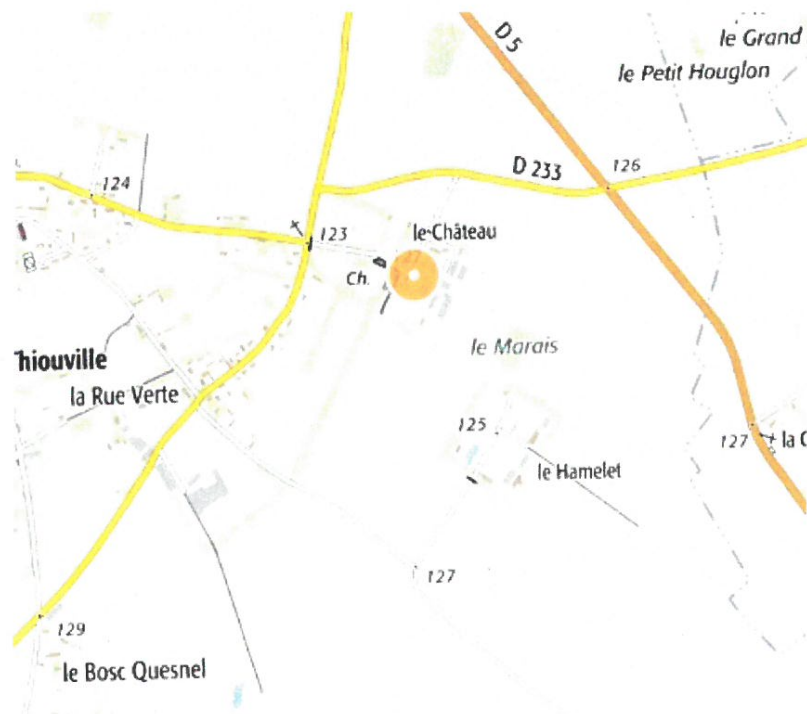 D 5
le Grand
le Petit Houglon
D 233
126
124
123
le Château
Ch.
hiouville
le Marais
la Rue Verte
125
127
la C
le Hamelet
127
129
le Bosc Quesnel